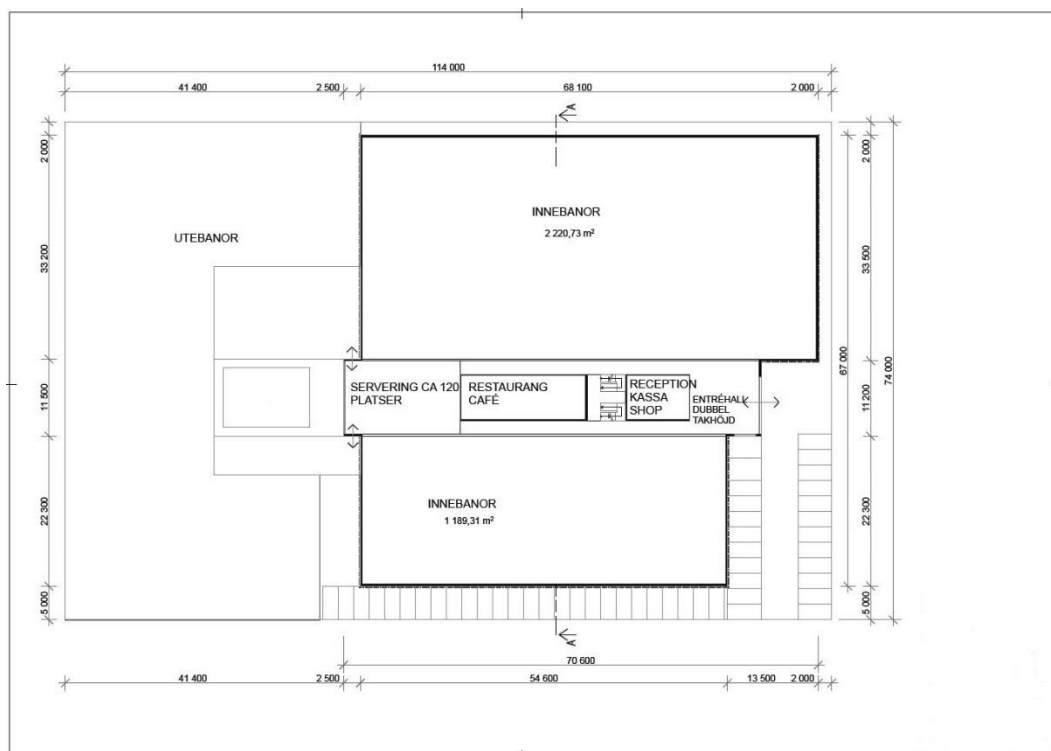 114 000
41 400
2 500
68 100
2 000
A
2 000
33 200
11 500
22 300
5 000
UTEBANOR
INNEBANOR
2 220,73 m²
SERVERING CA 120
PLATSER
RESTAURANG
CAFÉ
RECEPTION
KASSA
SHOP
ENTRÉHALL
DUBBEL
TAKHÖJD
INNEBANOR
1 189,31 m²
2 000
33 500
11 200
22 300
5 000
67 000
74 000
A
70 600
41 400
2 500
54 600
13 500
2 000